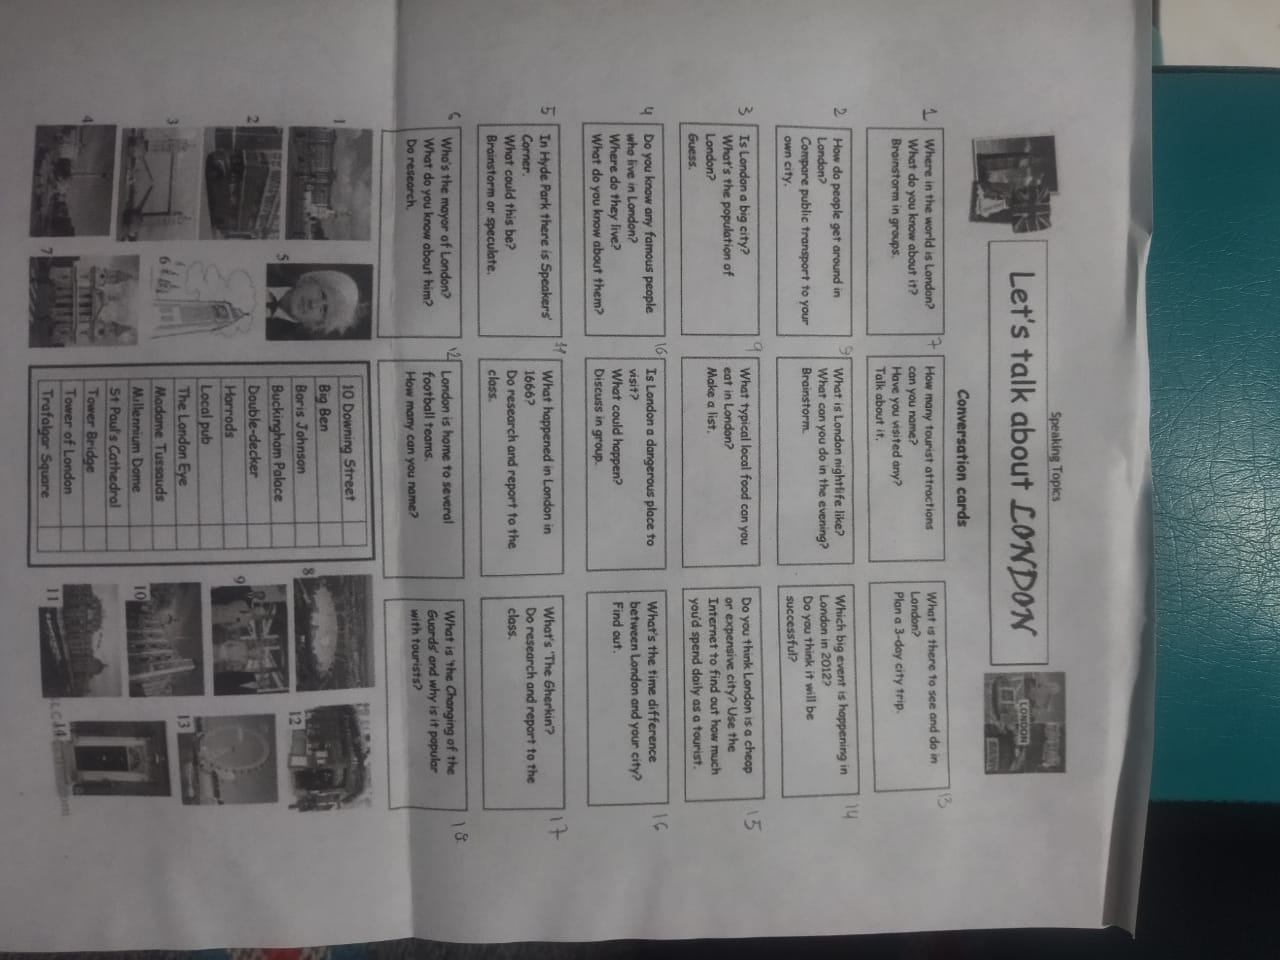 Speaking Topics
Let's talk about LONDON
LONDON
Conversation cards
1
Where in the world is London?
What do you know about it?
Brainstorm in groups.
7
How many tourist attractions
can you name?
Have you visited any?
Talk about it.
What is there to see and do in
London?
Plan a 3-day city trip.
13
2
How do people get around in
London?
Compare public transport to your
own city.
What is London nightlife like?
What can you do in the evening?
Brainstorm.
Which big event is happening in
London in 2012?
Do you think it will be
successful?
14
3
Is London a big city?
What's the population of
London?
Guess.
9
What typical local food can you
eat in London?
Make a list.
Do you think London is a cheap
or expensive city? Use the
Internet to find out how much
you'd spend daily as a tourist.
15
4
Do you know any famous people
who live in London?
Where do they live?
What do you know about them?
Is London a dangerous place to
visit?
What could happen?
Discuss in group.
What's the time difference
between London and your city?
Find out.
16
5
In Hyde Park there is Speakers'
Corner.
What could this be?
Brainstorm or speculate.
11
What happened in London in
1666?
Do research and report to the
class.
What's 'The Gherkin?
Do research and report to the
class.
17
6
Who's the mayor of London?
What do you know about him?
Do research.
12
London is home to several
football teams.
How many can you name?
What is 'the Changing of the
Guards' and why is it popular
with tourists?
18
1
2
3
4
5
6
7
10 Downing Street
Big Ben
Boris Johnson
Buckingham Palace
Double-decker
Harrods
Local pub
The London Eye
Madame Tussauds
Millennium Dome
St Paul's Cathedral
Tower Bridge
Tower of London
Trafalgar Square
8
9
10
11
12
13
14